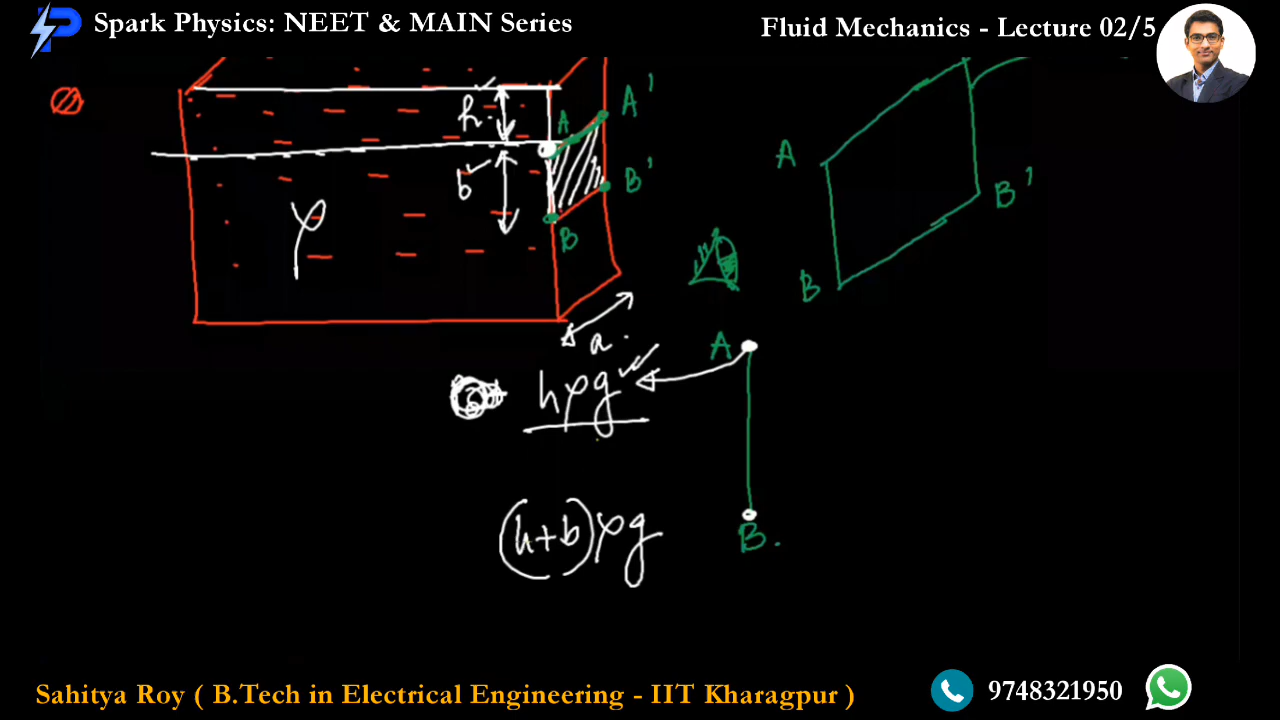 Spark Physics: NEET & MAIN Series
Fluid Mechanics - Lecture 02/5
h
A
A'
b
B'
B
ρ
a
A
B'
B
A
hρg
(h+b)ρg
B
Sahitya Roy ( B.Tech in Electrical Engineering - IIT Kharagpur )
9748321950